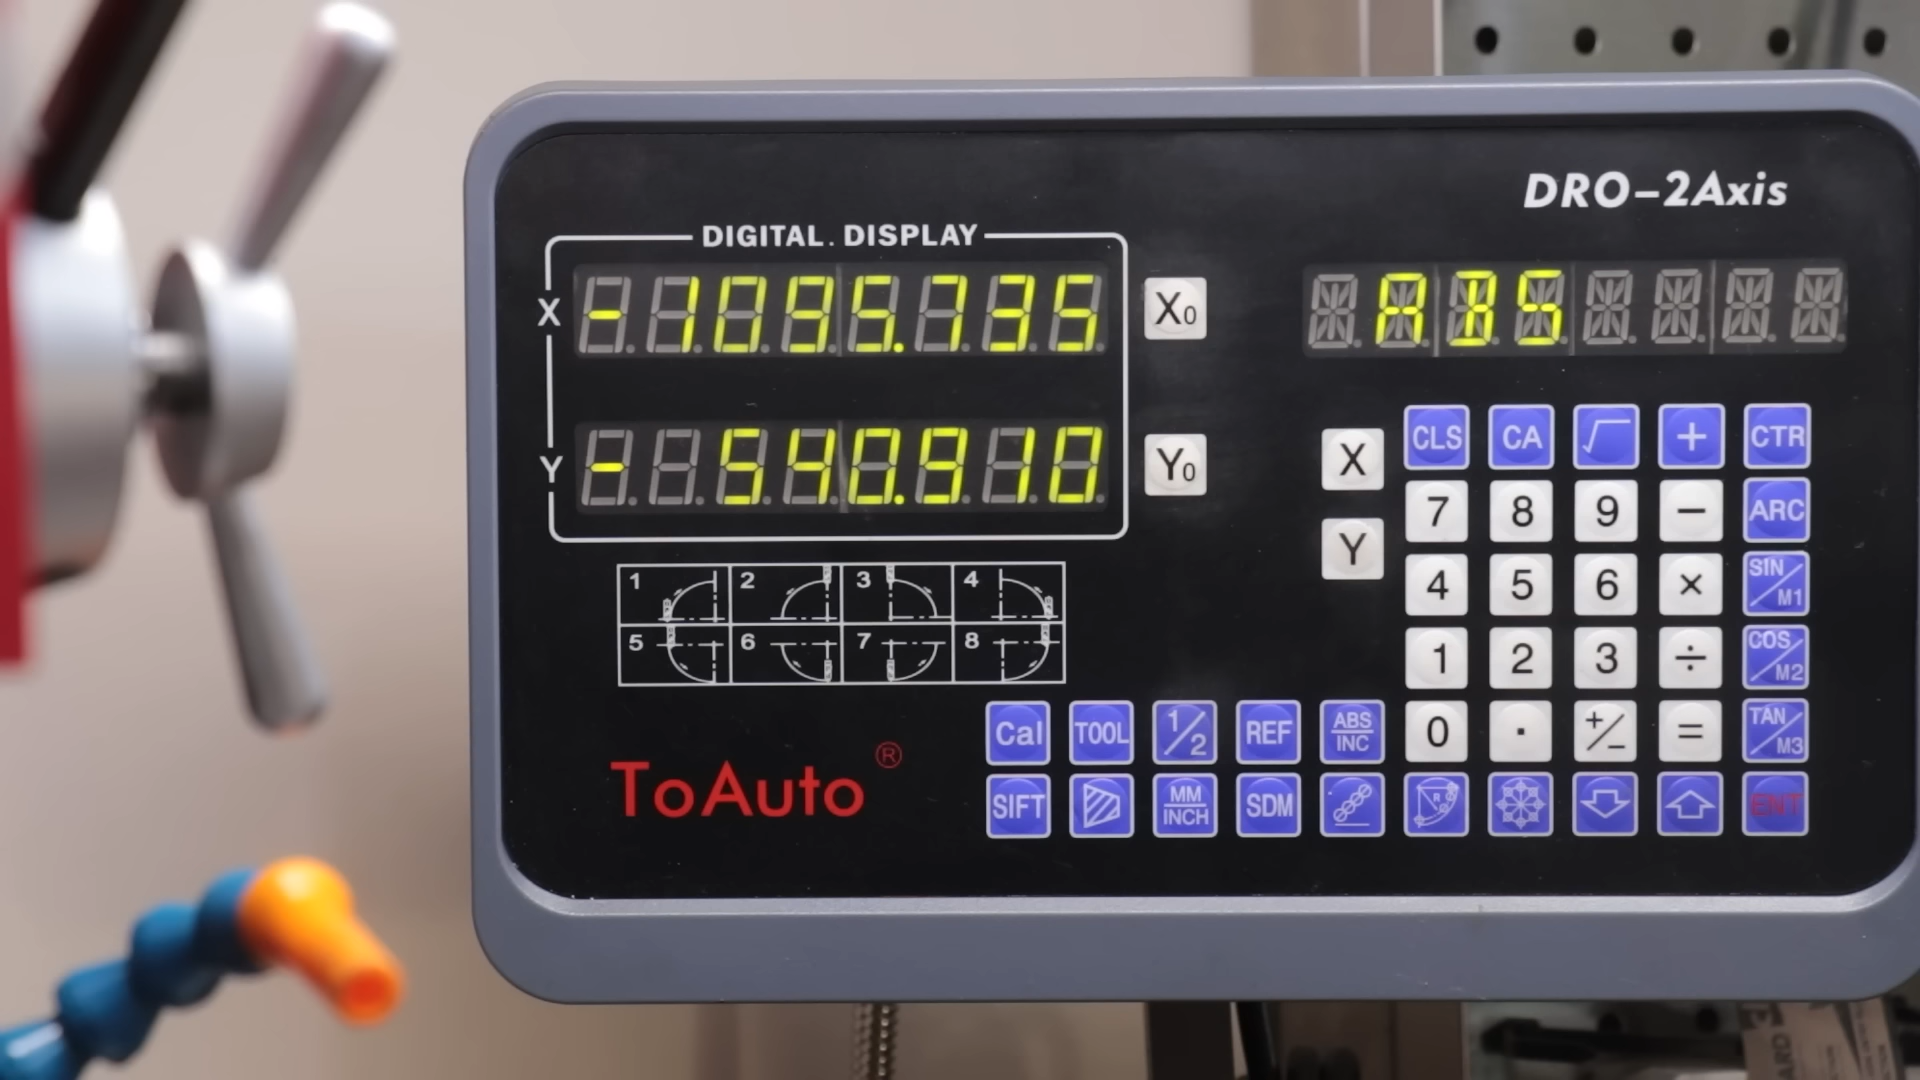 DRO-2Axis
DIGITAL. DISPLAY
X -1095.735 X0
ABS
Y -540.910 Y0
X
Y
CLS CA √ + CTR
7 8 9 − ARC
4 5 6 × SIN/M1
1 2 3 ÷ COS/M2
0 . +/− = TAN/M3
1 2 3 4
5 6 7 8
Cal TOOL 1/2 REF ABS/INC
SIFT MM/INCH SDM R ENT
ToAuto®